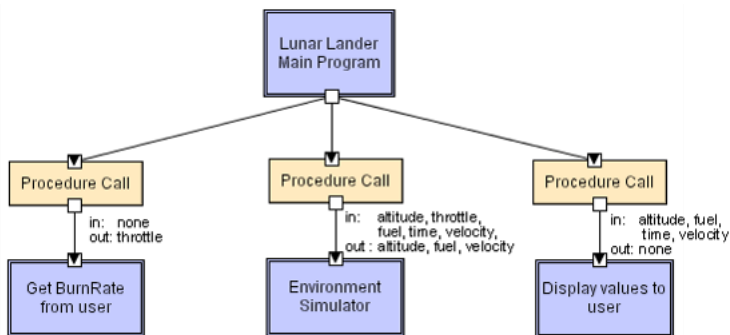 Lunar Lander
Main Program
Procedure Call
Procedure Call
Procedure Call
in: none
out: throttle
in: altitude, throttle,
fuel, time, velocity,
out : altitude, fuel, velocity
in: altitude, fuel,
time, velocity
out: none
Get BurnRate
from user
Environment
Simulator
Display values to
user